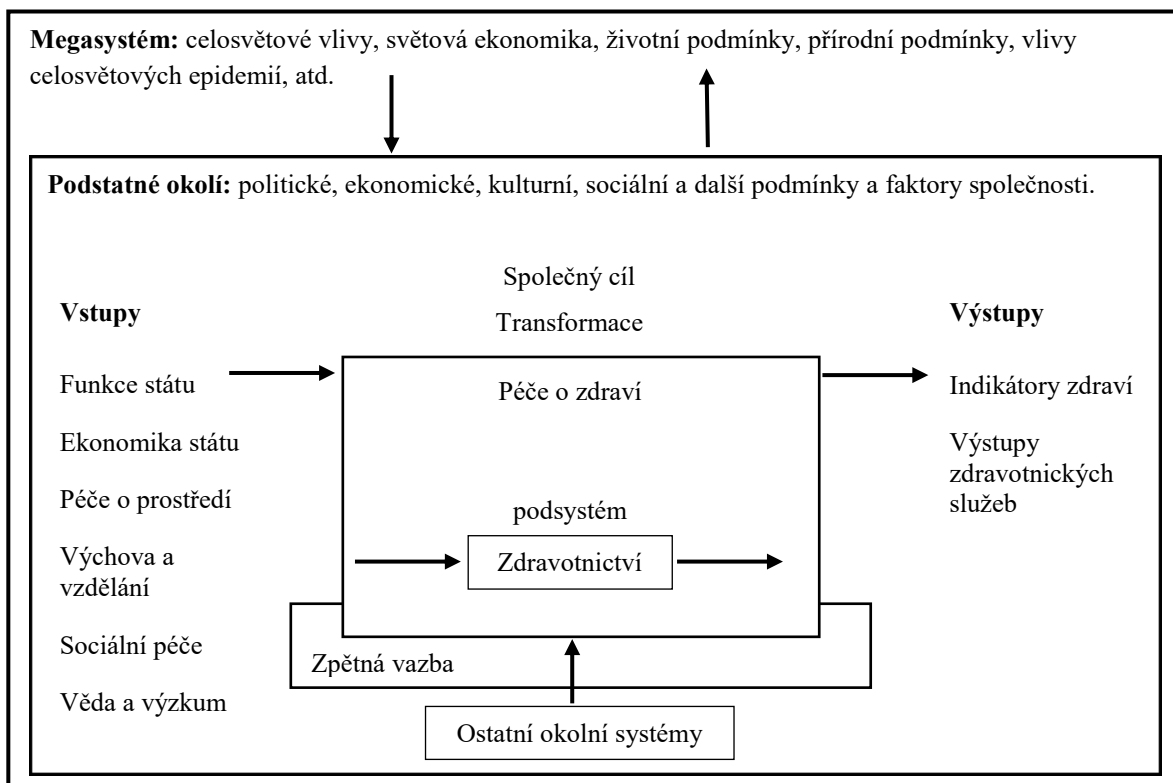 Megasystém: celosvětové vlivy, světová ekonomika, životní podmínky, přírodní podmínky, vlivy
celosvětových epidemií, atd.
Podstatné okolí: politické, ekonomické, kulturní, sociální a další podmínky a faktory společnosti.
Společný cíl
Transformace
Vstupy
Funkce státu
Ekonomika státu
Péče o prostředí
Výchova a
vzdělání
Sociální péče
Věda a výzkum
Péče o zdraví
podsystém
Zdravotnictví
Zpětná vazba
Ostatní okolní systémy
Výstupy
Indikátory zdraví
Výstupy
zdravotnických
služeb